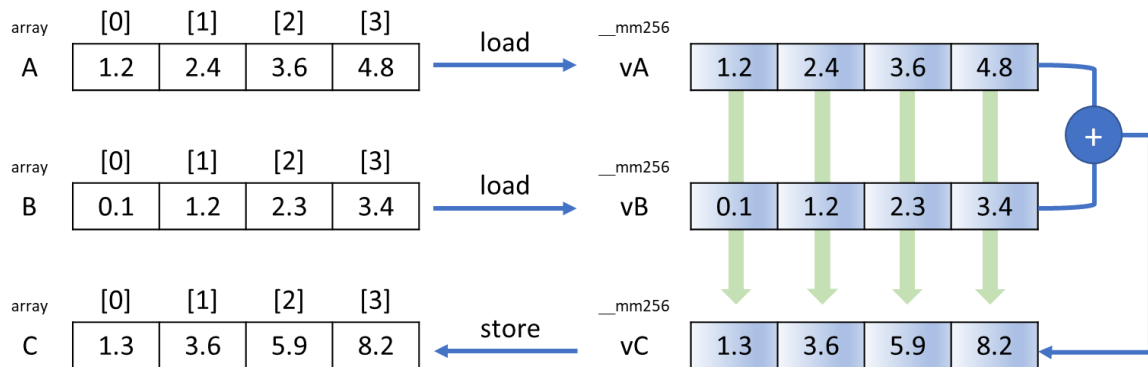 [0] [1] [2] [3]
array
A 1.2 2.4 3.6 4.8
load
__mm256
vA 1.2 2.4 3.6 4.8
+
[0] [1] [2] [3]
array
B 0.1 1.2 2.3 3.4
load
__mm256
vB 0.1 1.2 2.3 3.4
[0] [1] [2] [3]
array
C 1.3 3.6 5.9 8.2
store
__mm256
vC 1.3 3.6 5.9 8.2